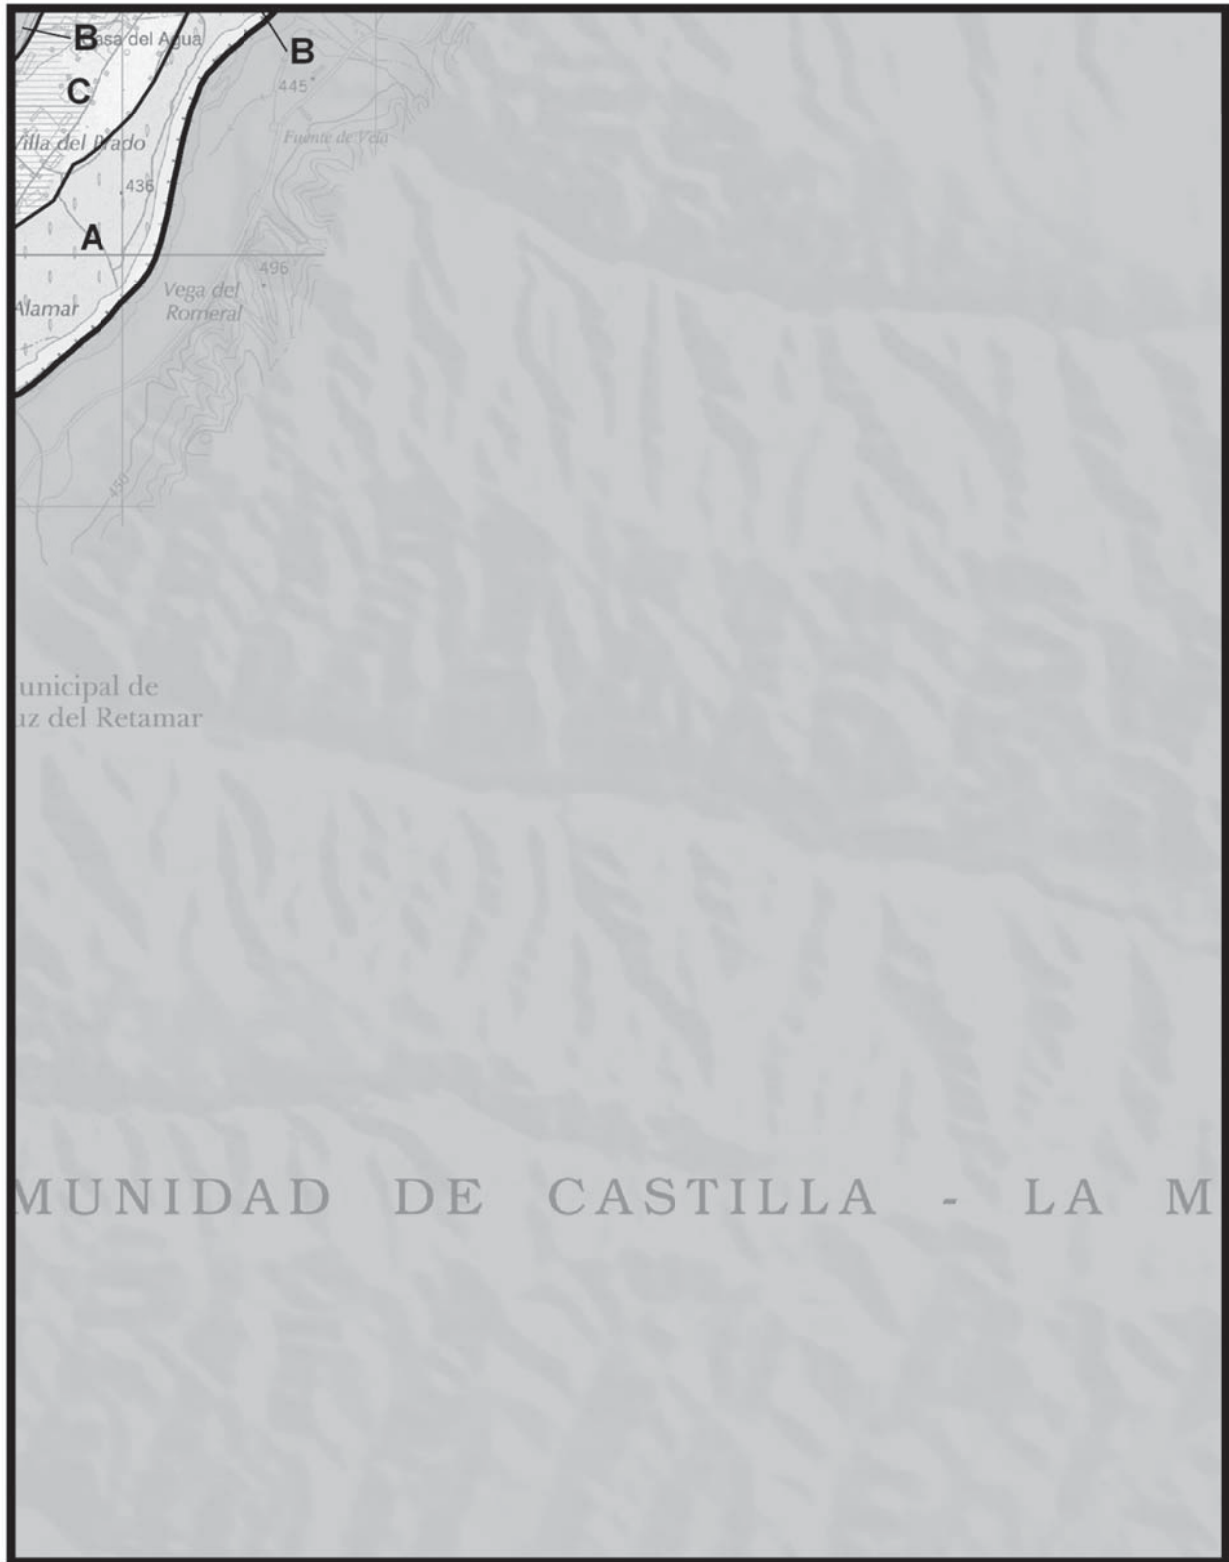 B
asa del Agua
B
C
445
Villa del Prado
Fuente de Vela
436
A
496
Vega del
Romeral
Alamar
450
unicipal de
uz del Retamar
MUNIDAD DE CASTILLA - LA M